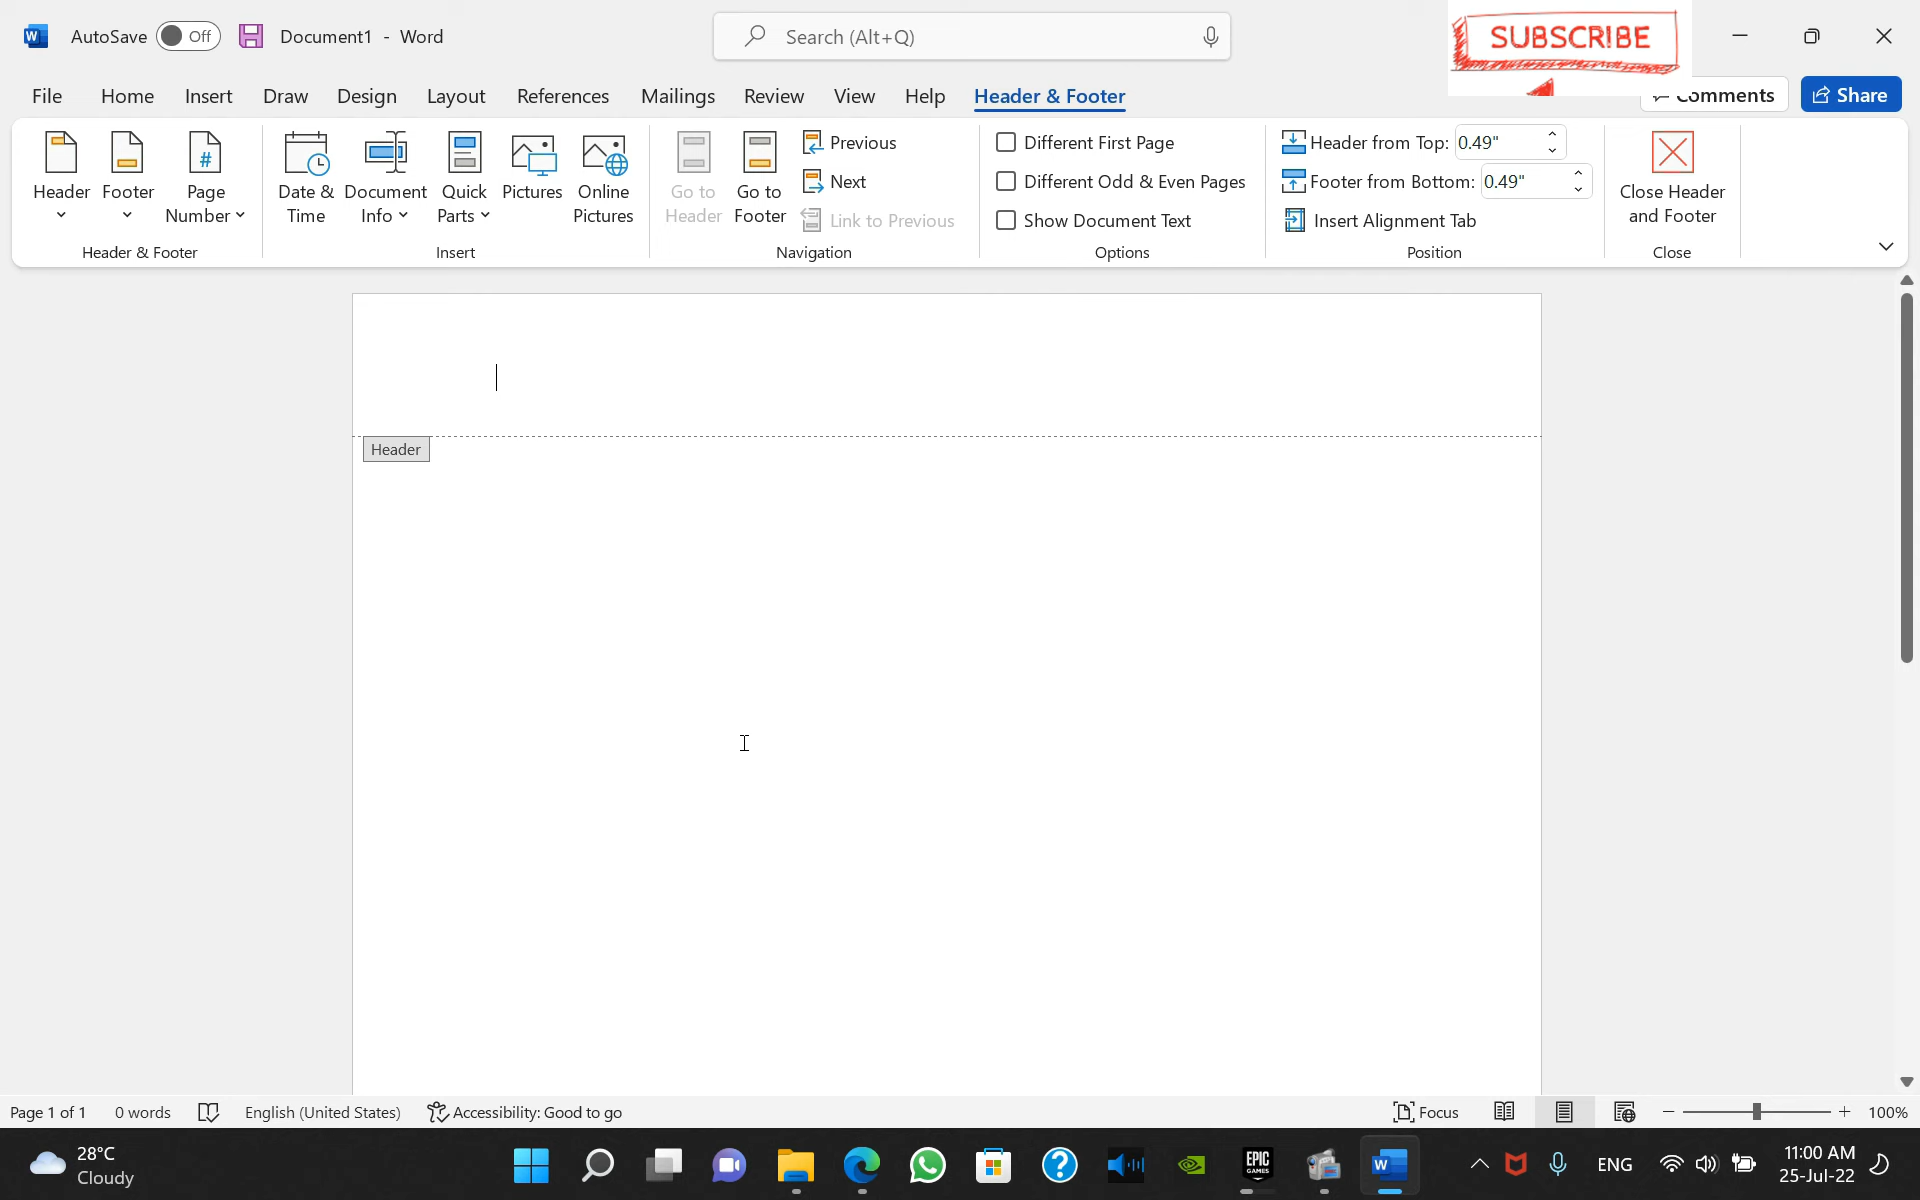 AutoSave Off Document1 - Word Search (Alt+Q) SUBSCRIBE
File Home Insert Draw Design Layout References Mailings Review View Help Header & Footer Comments Share
Header Footer Page Number
Header & Footer
Date & Time Document Info Quick Parts Pictures Online Pictures
Insert
Go to Header Go to Footer
Previous
Next
Link to Previous
Navigation
Different First Page
Different Odd & Even Pages
Show Document Text
Options
Header from Top: 0.49"
Footer from Bottom: 0.49"
Insert Alignment Tab
Position
Close Header and Footer
Close
Header
Page 1 of 1 0 words English (United States) Accessibility: Good to go Focus 100%
28°C
Cloudy
EPIC GAMES
W
ENG
11:00 AM
25-Jul-22